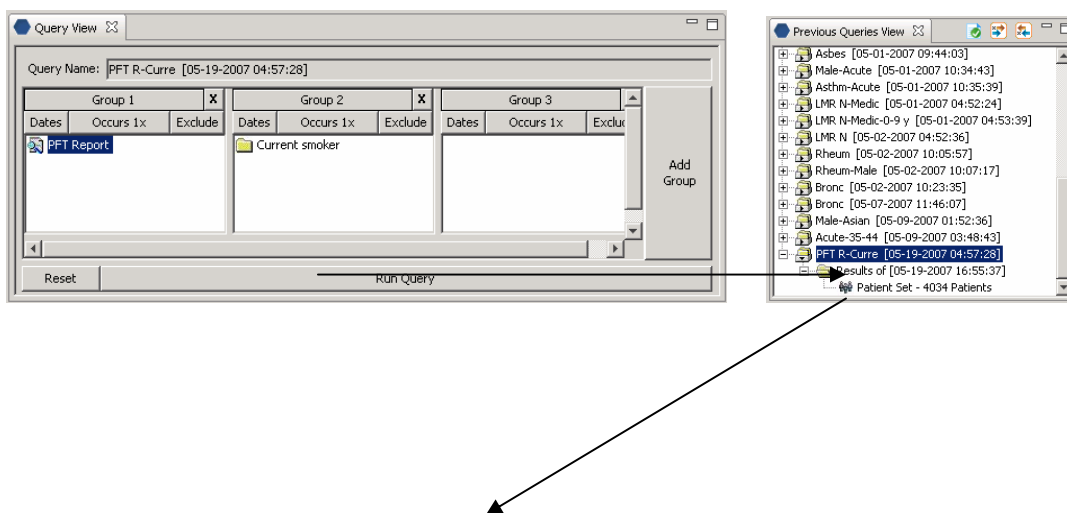 Query View
Query Name: PFT R-Curre [05-19-2007 04:57:28]
Group 1 X Group 2 X Group 3
Dates Occurs 1x Exclude Dates Occurs 1x Exclude Dates Occurs 1x Exclu
PFT Report Current smoker
Add
Group
Reset Run Query
Previous Queries View
Asbes [05-01-2007 09:44:03]
Male-Acute [05-01-2007 10:34:43]
Asthm-Acute [05-01-2007 10:35:39]
LMR N-Medic [05-01-2007 04:52:24]
LMR N-Medic-0-9 y [05-01-2007 04:53:39]
LMR N [05-02-2007 04:52:36]
Rheum [05-02-2007 10:05:57]
Rheum-Male [05-02-2007 10:07:17]
Bronc [05-02-2007 10:23:35]
Bronc [05-07-2007 11:46:07]
Male-Asian [05-09-2007 01:52:36]
Acute-35-44 [05-09-2007 03:48:43]
PFT R-Curre [05-19-2007 04:57:28]
Results of [05-19-2007 16:55:37]
Patient Set - 4034 Patients